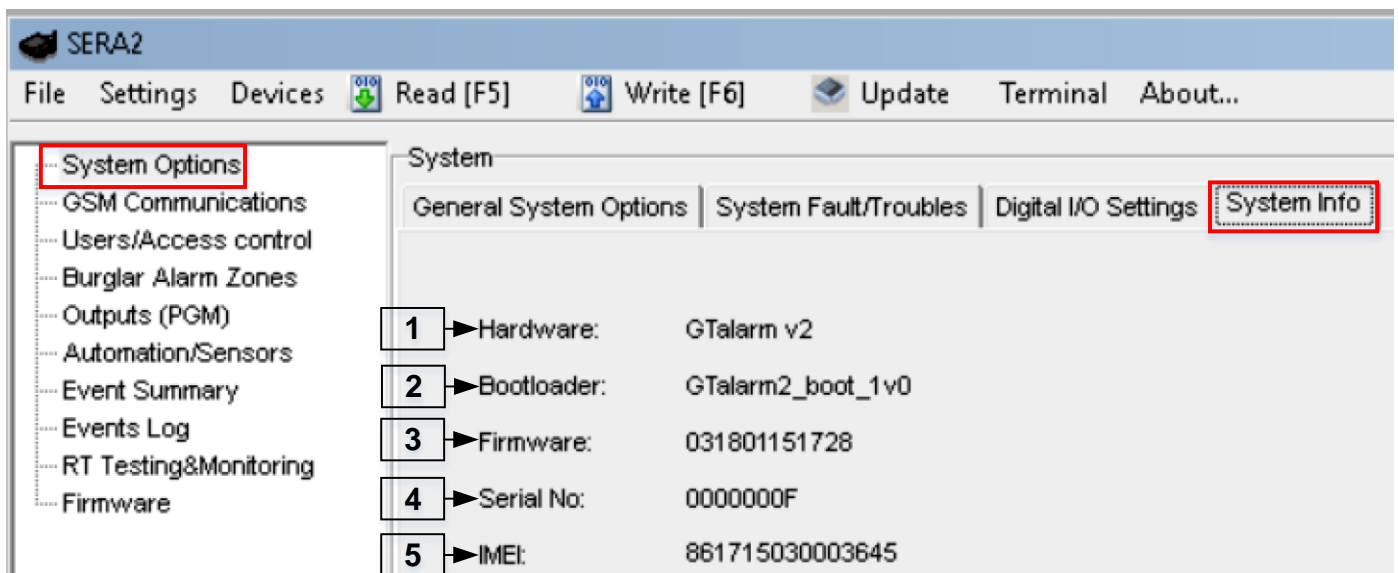 SERA2
File Settings Devices Read [F5] Write [F6] Update Terminal About...
System Options
GSM Communications
Users/Access control
Burglar Alarm Zones
Outputs (PGM)
Automation/Sensors
Event Summary
Events Log
RT Testing&Monitoring
Firmware
System
General System Options System Fault/Troubles Digital I/O Settings System Info
1 Hardware: GTalarm v2
2 Bootloader: GTalarm2_boot_1v0
3 Firmware: 031801151728
4 Serial No: 0000000F
5 IMEI: 861715030003645